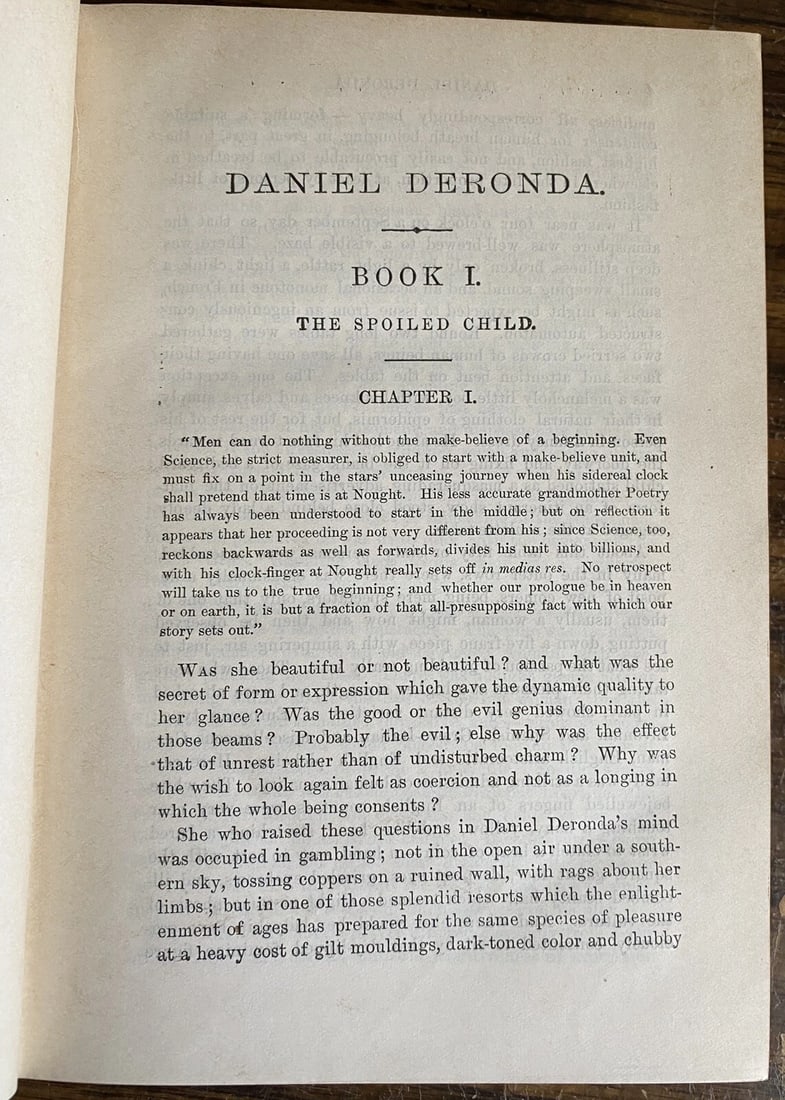 DANIEL DERONDA.
BOOK I.
THE SPOILED CHILD.
CHAPTER I.
"Men can do nothing without the make-believe of a beginning. Even
Science, the strict measurer, is obliged to start with a make-believe unit, and
must fix on a point in the stars' unceasing journey when his sidereal clock
shall pretend that time is at Nought. His less accurate grandmother Poetry
has always been understood to start in the middle; but on reflection it
appears that her proceeding is not very different from his; since Science, too,
reckons backwards as well as forwards, divides his unit into billions, and
with his clock-finger at Nought really sets off in medias res. No retrospect
will take us to the true beginning; and whether our prologue be in heaven
or on earth, it is but a fraction of that all-presupposing fact with which our
story sets out."
WAS she beautiful or not beautiful? and what was the
secret of form or expression which gave the dynamic quality to
her glance? Was the good or the evil genius dominant in
those beams? Probably the evil; else why was the effect
that of unrest rather than of undisturbed charm? Why was
the wish to look again felt as coercion and not as a longing in
which the whole being consents?
She who raised these questions in Daniel Deronda's mind
was occupied in gambling; not in the open air under a south-
ern sky, tossing coppers on a ruined wall, with rags about her
limbs; but in one of those splendid resorts which the enlight-
enment of ages has prepared for the same species of pleasure
at a heavy cost of gilt mouldings, dark-toned color and chubby